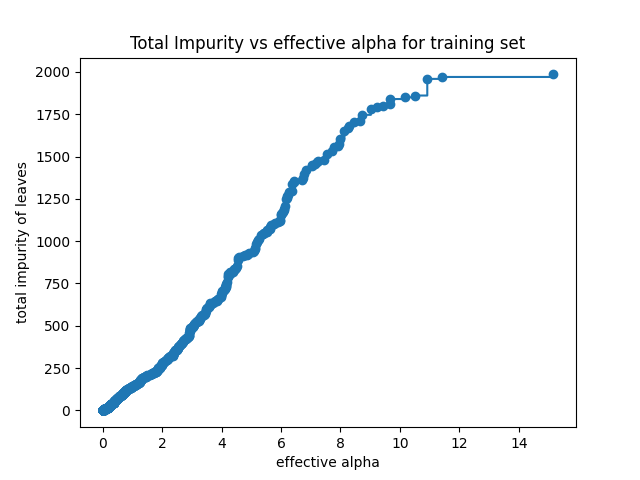 Total Impurity vs effective alpha for training set
total impurity of leaves
2000
1750
1500
1250
1000
750
500
250
0
0 2 4 6 8 10 12 14
effective alpha